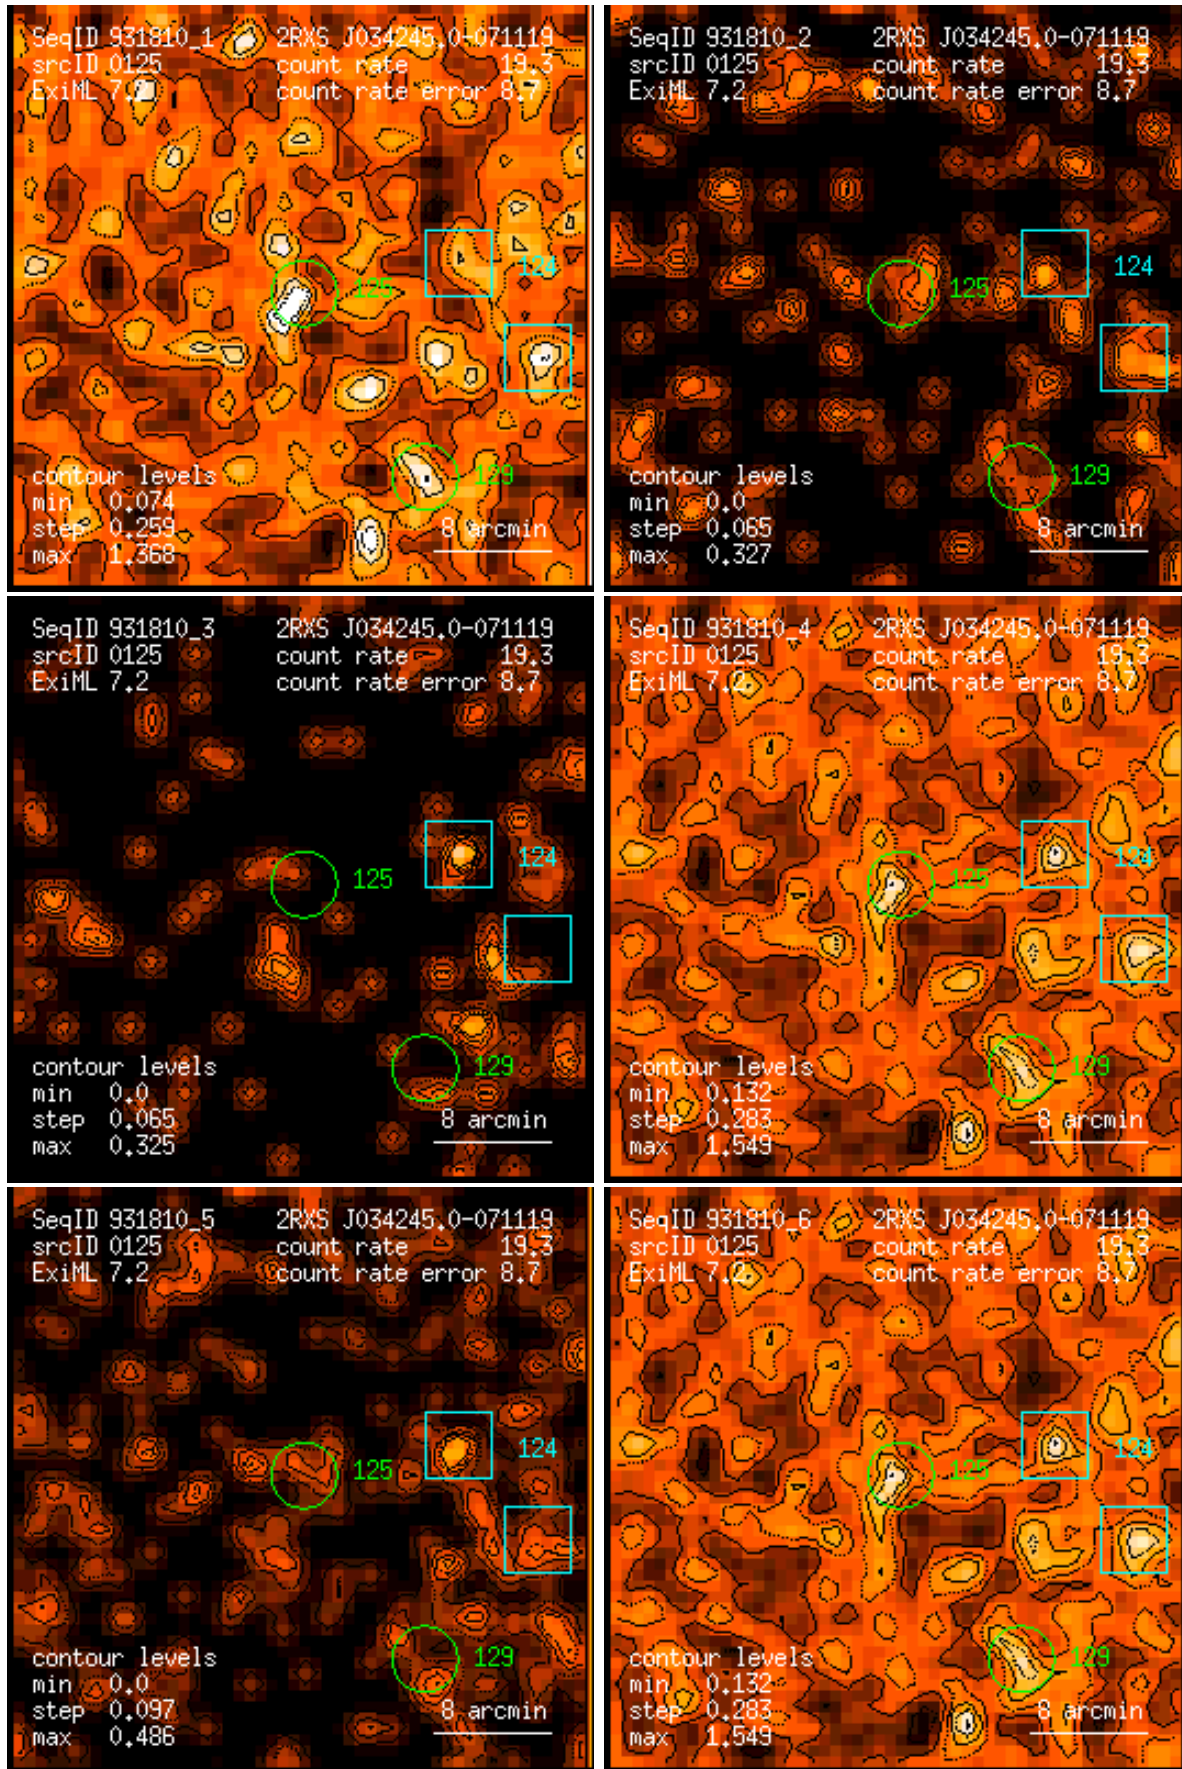 SeqID 931810_1 2RXS J034245.0-071119
srcID 0125 count rate 19.3
ExiML 7.2 count rate error 8.7
124
125
129
contour levels
min 0.074
step 0.259 8 arcmin
max 1.368
SeqID 931810_2 2RXS J034245.0-071119
srcID 0125 count rate 19.3
ExiML 7.2 count rate error 8.7
124
125
129
contour levels
min 0.0
step 0.065 8 arcmin
max 0.327
SeqID 931810_3 2RXS J034245.0-071119
srcID 0125 count rate 19.3
ExiML 7.2 count rate error 8.7
124
125
129
contour levels
min 0.0
step 0.065 8 arcmin
max 0.325
SeqID 931810_4 2RXS J034245.0-071119
srcID 0125 count rate 19.3
ExiML 7.2 count rate error 8.7
124
125
129
contour levels
min 0.132
step 0.283 8 arcmin
max 1.549
SeqID 931810_5 2RXS J034245.0-071119
srcID 0125 count rate 19.3
ExiML 7.2 count rate error 8.7
124
125
129
contour levels
min 0.0
step 0.097 8 arcmin
max 0.486
SeqID 931810_6 2RXS J034245.0-071119
srcID 0125 count rate 19.3
ExiML 7.2 count rate error 8.7
124
125
129
contour levels
min 0.132
step 0.283 8 arcmin
max 1.549